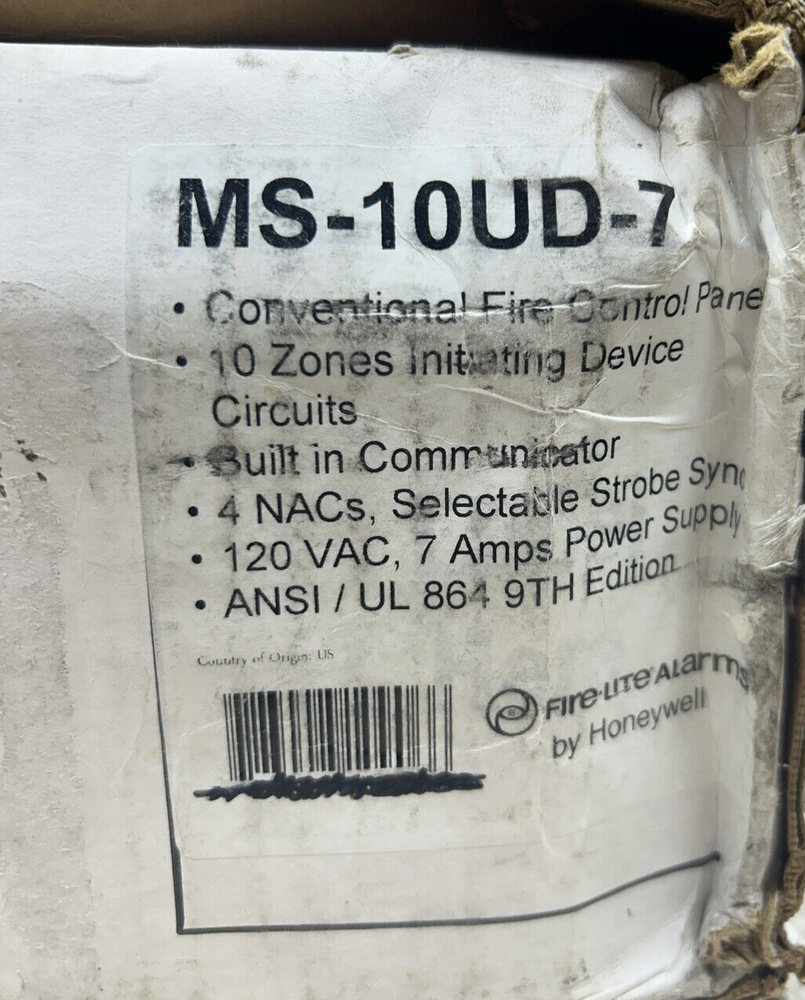 MS-10UD-7
• Conventional Fire Control Pane
• 10 Zones Initiating Device
Circuits
• Built in Communicator
• 4 NACs, Selectable Strobe Sync
• 120 VAC, 7 Amps Power Supply
• ANSI / UL 864 9TH Edition
Country of Origin: US
FIRE-LITE ALARMS
by Honeywell